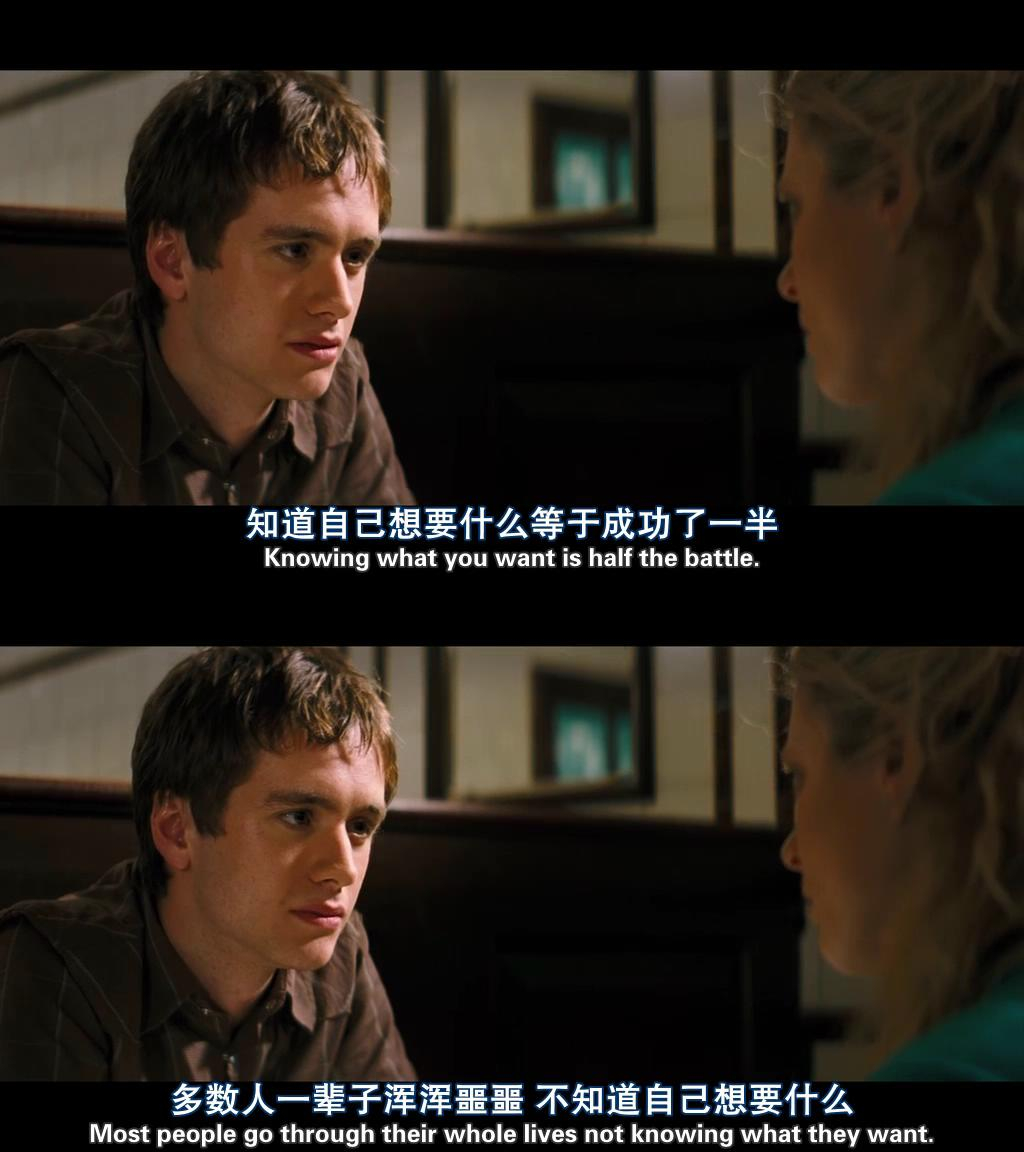 知道自己想要什么等于成功了一半
Knowing what you want is half the battle.
多数人一辈子浑浑噩噩 不知道自己想要什么
Most people go through their whole lives not knowing what they want.